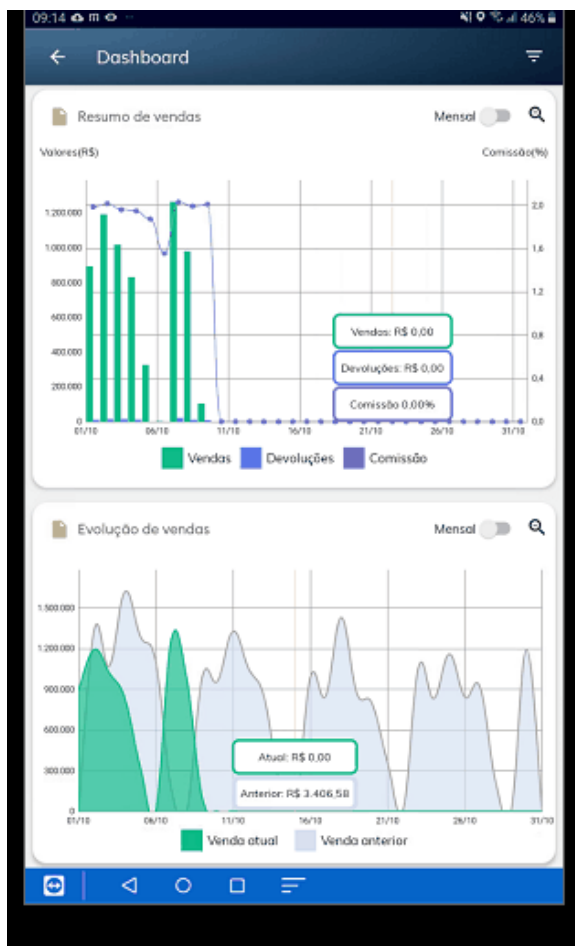 09:14 46%
Dashboard
Resumo de vendas Mensal
Valores(R$) Comissão(%)
1.200.000 2,0
1.000.000 1,6
800.000 1,2
600.000 0,8
400.000 0,4
200.000 0,0
0
Vendas: R$ 0,00
Devoluções: R$ 0,00
Comissão 0,00%
01/10 06/10 11/10 16/10 21/10 26/10 31/10
Vendas Devoluções Comissão
Evolução de vendas Mensal
1.500.000
1.200.000
900.000
600.000
300.000
0
Atual: R$ 0,00
Anterior: R$ 3.406,58
01/10 06/10 11/10 16/10 21/10 26/10 31/10
Venda atual Venda anterior